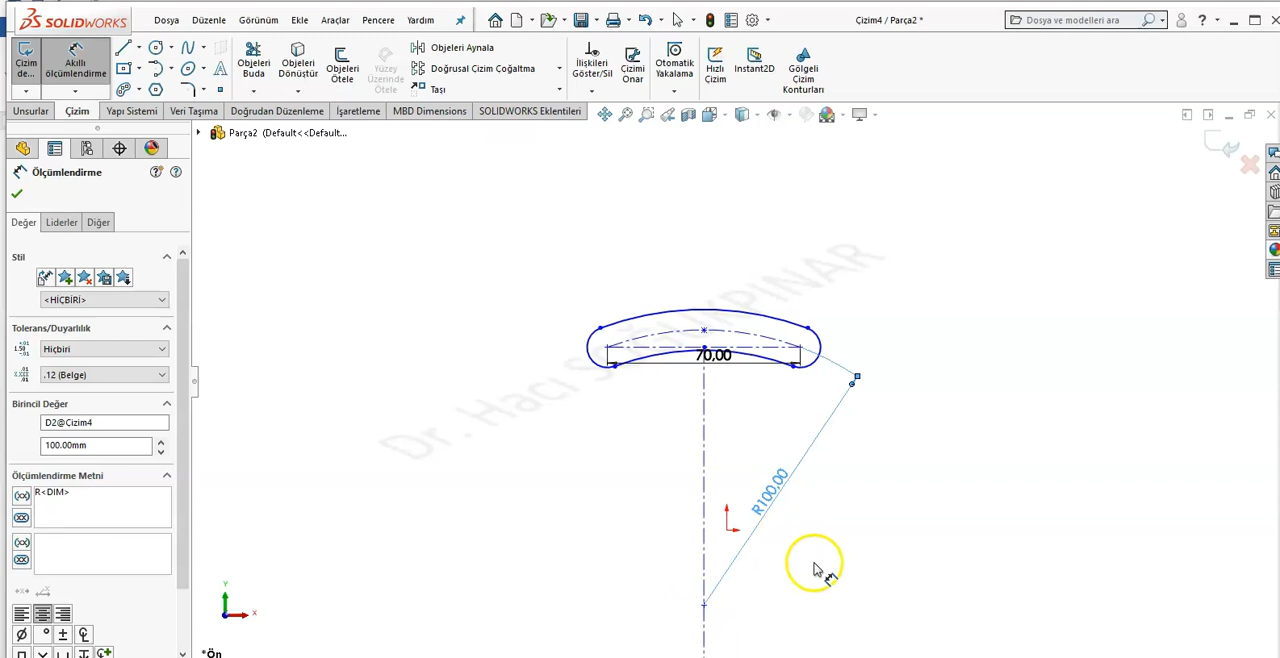 SOLIDWORKS
Dosya Düzenle Görünüm Ekle Araçlar Pencere Yardım
Çizim4 / Parça2 *
Dosya ve modelleri ara
Çizim de...
Akıllı ölçümlendirme
Objeleri Buda
Objeleri Dönüştür
Objeleri Ötele
Yüzey Üzerinde Ötele
Objeleri Aynala
Doğrusal Çizim Çoğaltma
Taşı
İlişkileri Göster/Sil
Çizimi Onar
Otomatik Yakalama
Hızlı Çizim
Instant2D
Gölgeli Çizim Konturları
Unsurlar Çizim Yapı Sistemi Veri Taşıma Doğrudan Düzenleme İşaretleme MBD Dimensions SOLIDWORKS Eklentileri
Parça2 (Default<<Default...
Ölçümlendirme
Değer Liderler Diğer
Stil
<HİÇBİRİ>
Tolerans/Duyarlılık
Hiçbiri
.12 (Belge)
Birincil Değer
D2@Çizim4
100.00mm
Ölçümlendirme Metni
R<DIM>
Dr. Hacı SOĞUKPINAR
70,00
R100,00
Y
X
*Ön